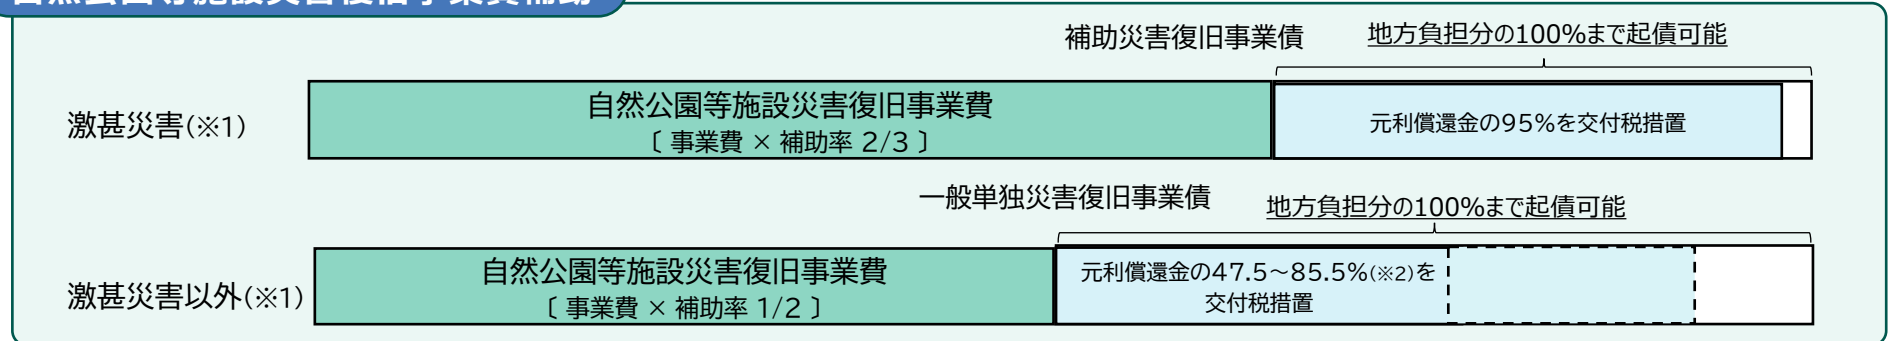 補助災害復旧事業債
地方負担分の100%まで起債可能
激甚災害(※1)
自然公園等施設災害復旧事業費
〔 事業費 × 補助率 2/3 〕
元利償還金の95%を交付税措置
一般単独災害復旧事業債
地方負担分の100%まで起債可能
激甚災害以外(※1)
自然公園等施設災害復旧事業費
〔 事業費 × 補助率 1/2 〕
元利償還金の47.5～85.5%(※2)を
交付税措置